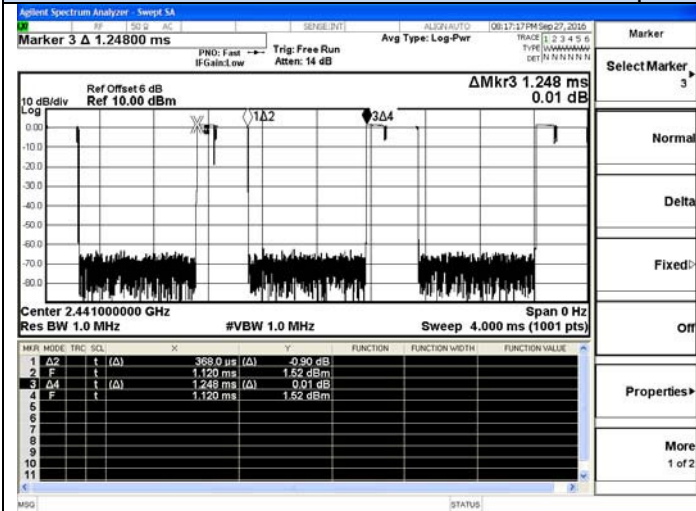 Agilent Spectrum Analyzer - Swept SA
RF 50 Ω AC SENSE:INT ALIGN AUTO 08:17:17 PM Sep 27, 2016
Marker 3 Δ 1.24800 ms
PNO: Fast Trig: Free Run
IFGain:Low Atten: 14 dB
Avg Type: Log-Pwr
TRACE 1 2 3 4 5 6
TYPE WWWWWW
DET N N N N N N
Ref Offset 6 dB
10 dB/div Ref 10.00 dBm
ΔMkr3 1.248 ms
0.01 dB
Log
1Δ2
3Δ4
0.00
-10.0
-20.0
-30.0
-40.0
-50.0
-60.0
-70.0
-80.0
Center 2.441000000 GHz Span 0 Hz
Res BW 1.0 MHz #VBW 1.0 MHz Sweep 4.000 ms (1001 pts)
MKR MODE TRC SCL X Y FUNCTION FUNCTION WIDTH FUNCTION VALUE
1 Δ2 t (Δ) 368.0 µs (Δ) -0.90 dB
2 F t 1.120 ms 1.52 dBm
3 Δ4 t (Δ) 1.248 ms (Δ) 0.01 dB
4 F t 1.120 ms 1.52 dBm
5
6
7
8
9
10
11
MSG STATUS
Marker
Select Marker
3
Normal
Delta
Fixed
Off
Properties
More
1 of 2